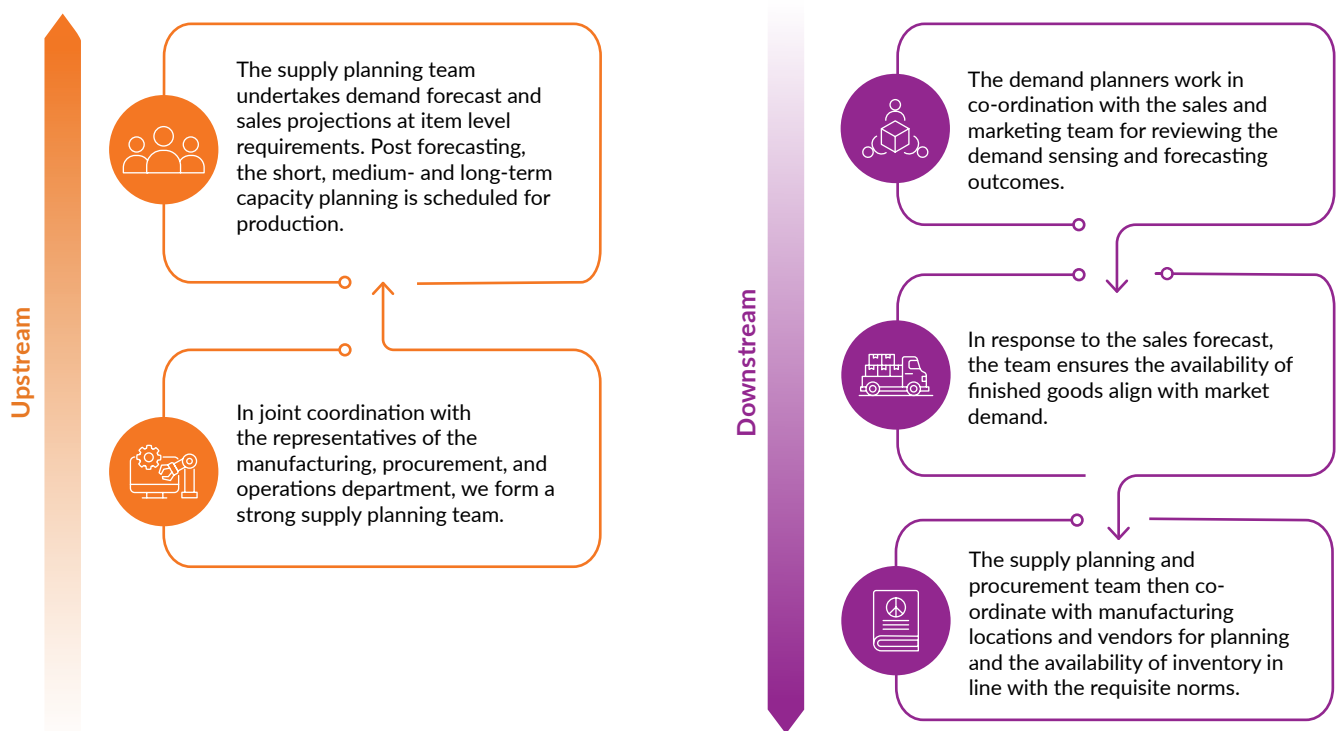 Upstream
The supply planning team
undertakes demand forecast and
sales projections at item level
requirements. Post forecasting,
the short, medium- and long-term
capacity planning is scheduled for
production.
In joint coordination with
the representatives of the
manufacturing, procurement, and
operations department, we form a
strong supply planning team.
Downstream
The demand planners work in
co-ordination with the sales and
marketing team for reviewing the
demand sensing and forecasting
outcomes.
In response to the sales forecast,
the team ensures the availability of
finished goods align with market
demand.
The supply planning and
procurement team then co-
ordinate with manufacturing
locations and vendors for planning
and the availability of inventory in
line with the requisite norms.